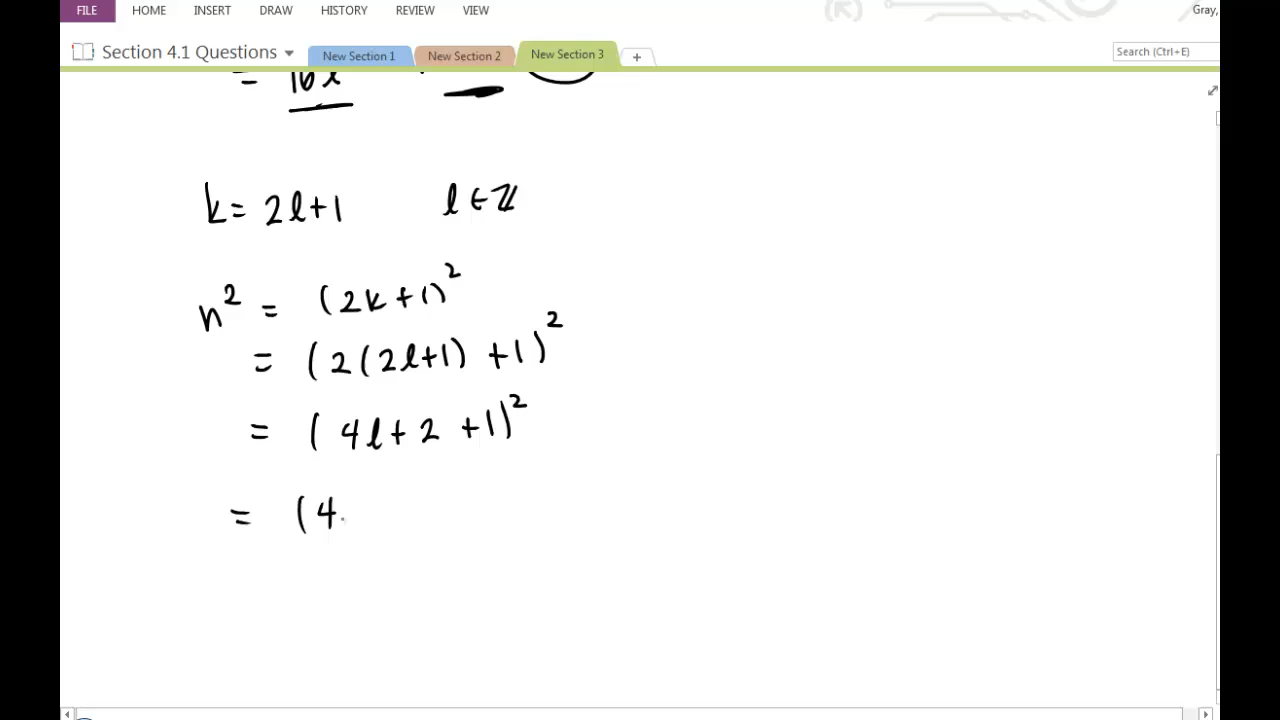 FILE HOME INSERT DRAW HISTORY REVIEW VIEW Gray,
Section 4.1 Questions New Section 1 New Section 2 New Section 3 + Search (Ctrl+E)
= 16l
k = 2l+1 l ∈ ℤ
n² = (2k+1)²
= (2(2l+1) +1)²
= (4l+2 +1)²
= (4